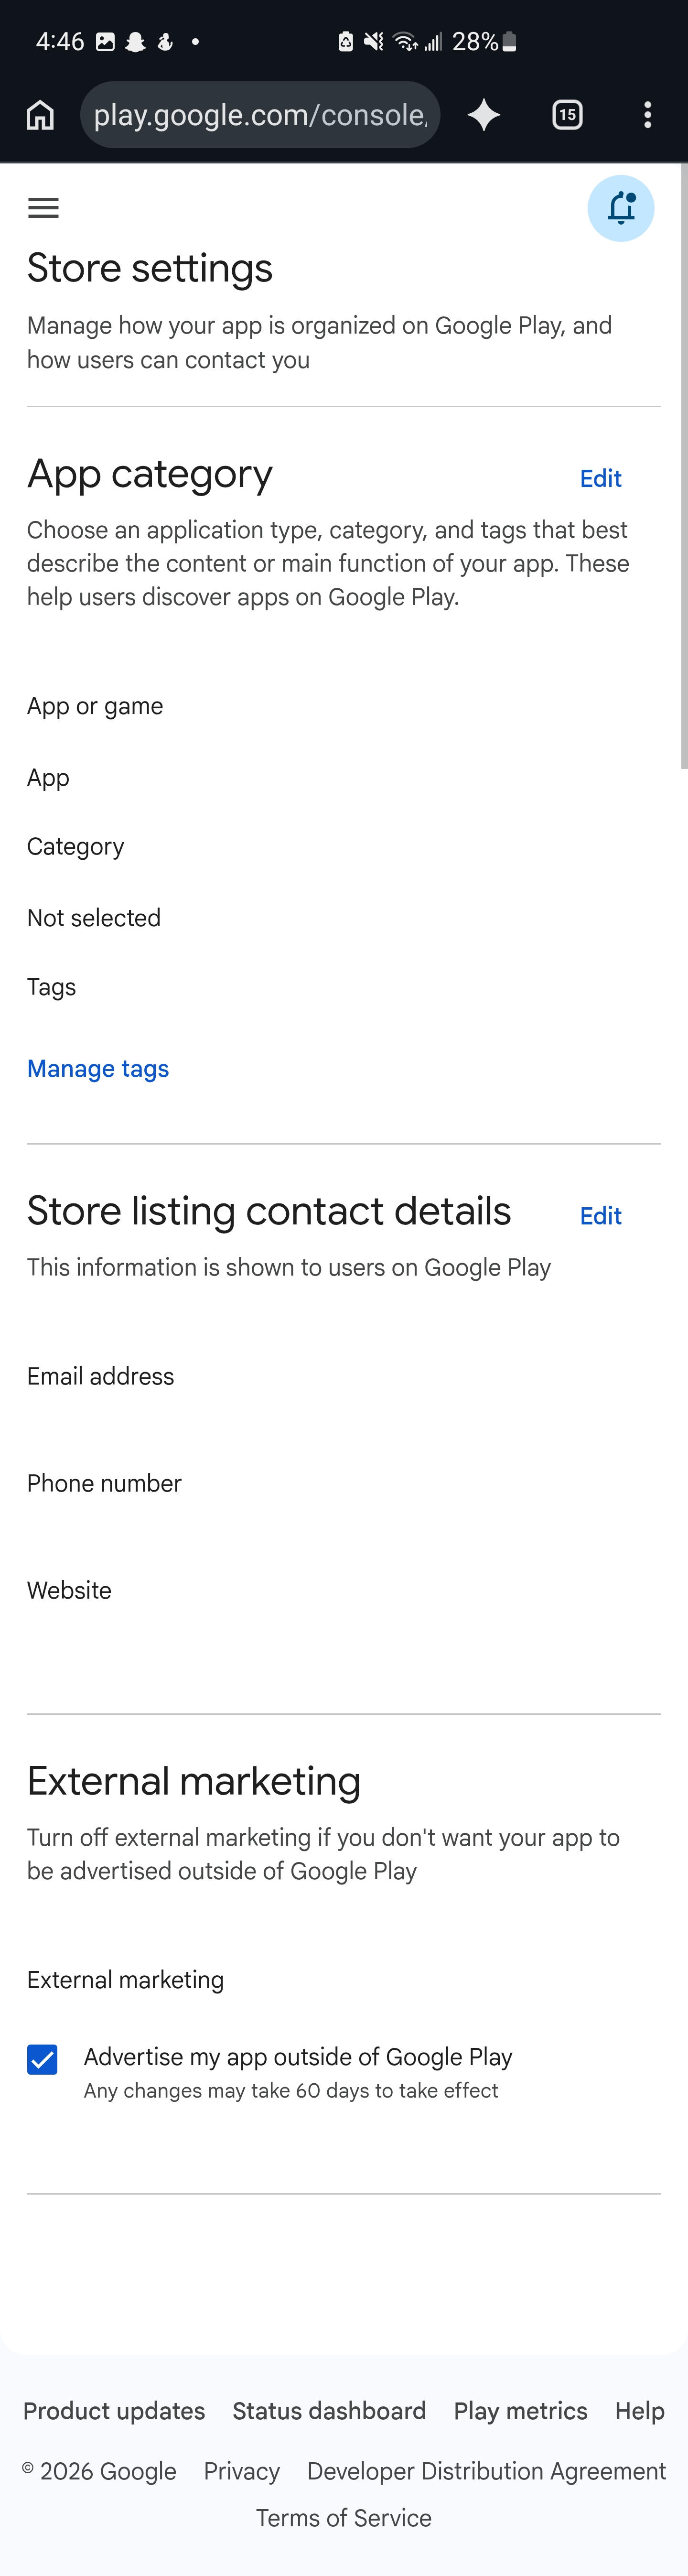 4:46
28%
play.google.com/console/
15
Store settings
Manage how your app is organized on Google Play, and
how users can contact you
App category
Edit
Choose an application type, category, and tags that best
describe the content or main function of your app. These
help users discover apps on Google Play.
App or game
App
Category
Not selected
Tags
Manage tags
Store listing contact details
Edit
This information is shown to users on Google Play
Email address
Phone number
Website
External marketing
Turn off external marketing if you don't want your app to
be advertised outside of Google Play
External marketing
Advertise my app outside of Google Play
Any changes may take 60 days to take effect
Product updates Status dashboard Play metrics Help
© 2026 Google Privacy Developer Distribution Agreement
Terms of Service